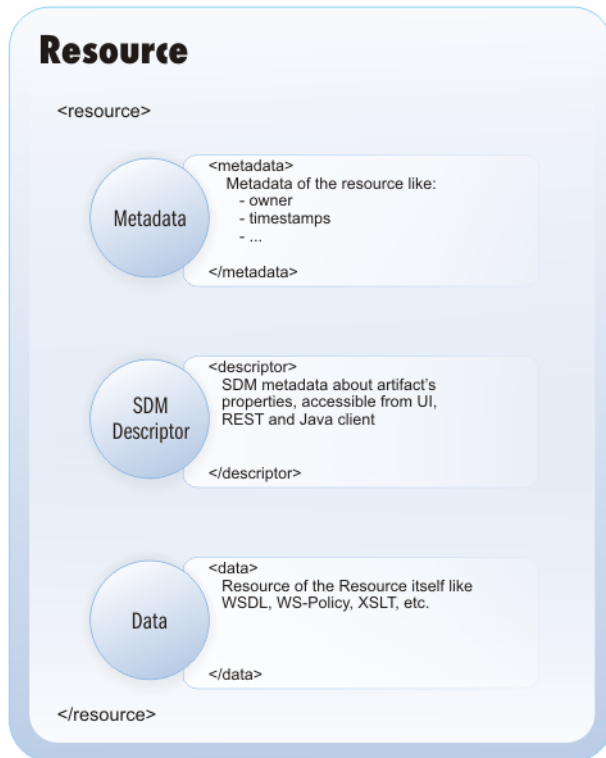 Resource
<resource>
Metadata
<metadata>
Metadata of the resource like:
- owner
- timestamps
- ...
</metadata>
SDM
Descriptor
<descriptor>
SDM metadata about artifact's
properties, accessible from UI,
REST and Java client
</descriptor>
Data
<data>
Resource of the Resource itself like
WSDL, WS-Policy, XSLT, etc.
</data>
</resource>